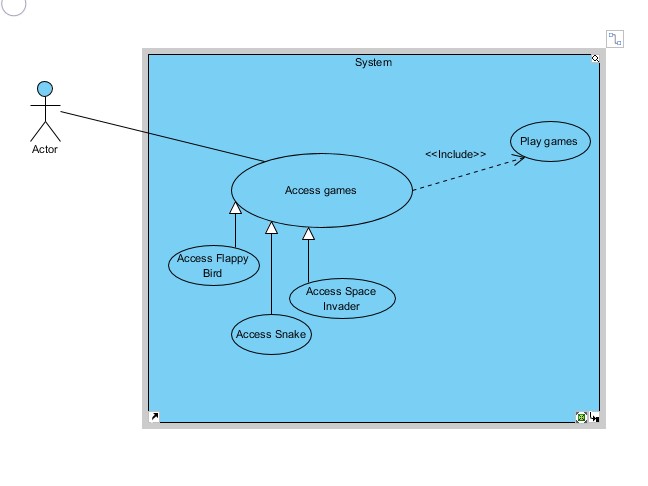 System
Actor
<<Include>>
Play games
Access games
Access Flappy
Bird
Access Space
Invader
Access Snake